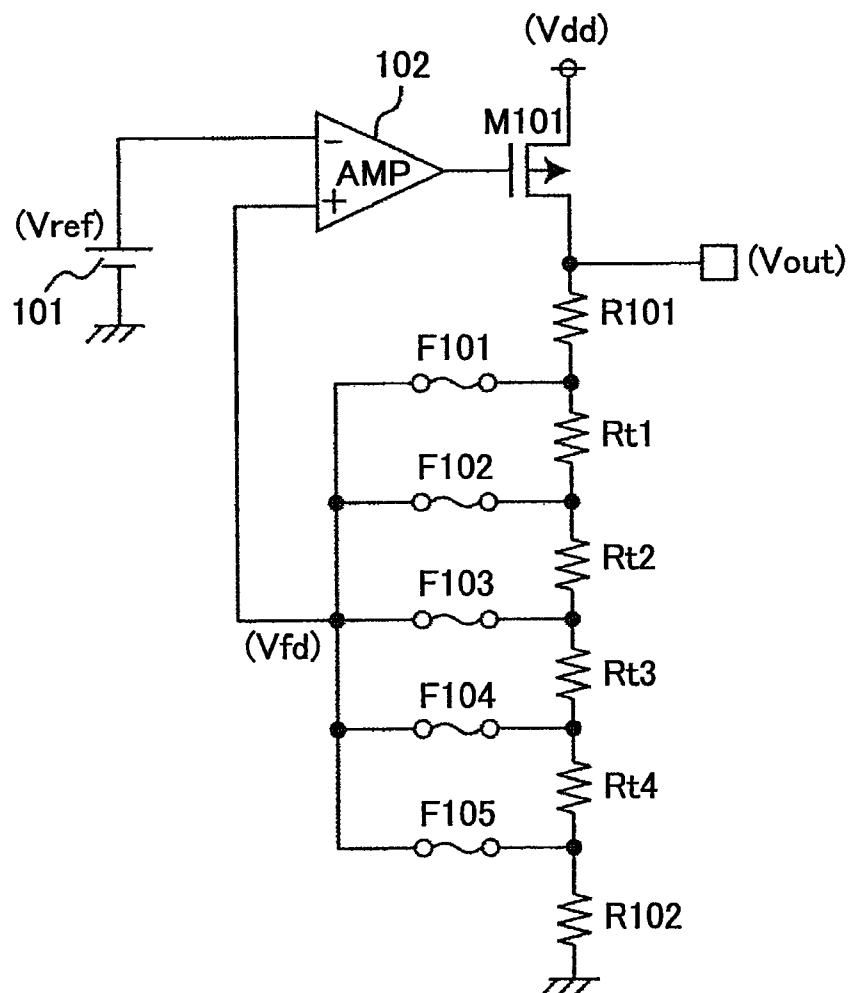 (Vdd)
102
M101
−
AMP
+
(Vref)
101
(Vout)
R101
F101
Rt1
F102
Rt2
F103
(Vfd)
Rt3
F104
Rt4
F105
R102